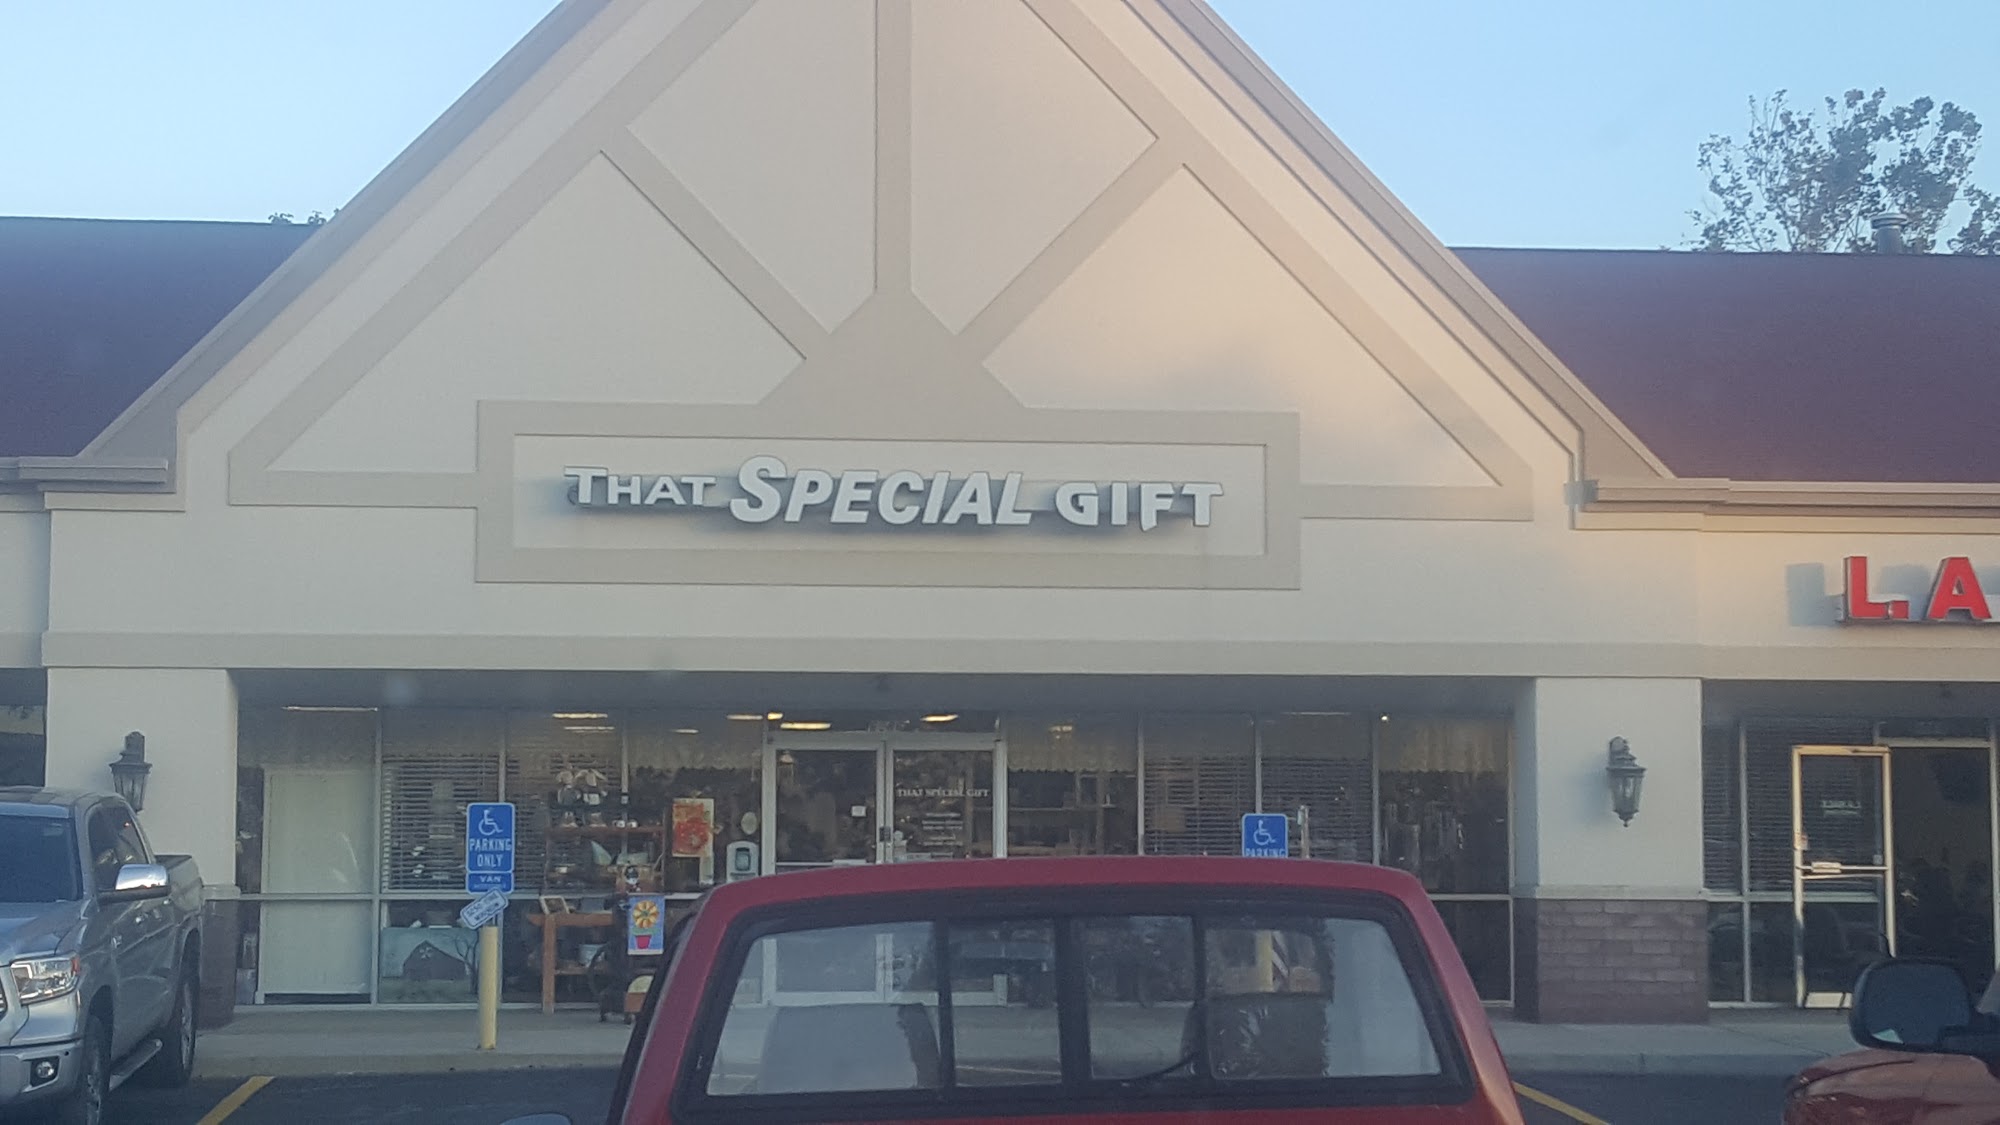 THAT SPECIAL GIFT
L.A
THAT SPECIAL GIFT
PARKING
ONLY
VAN
PARKING